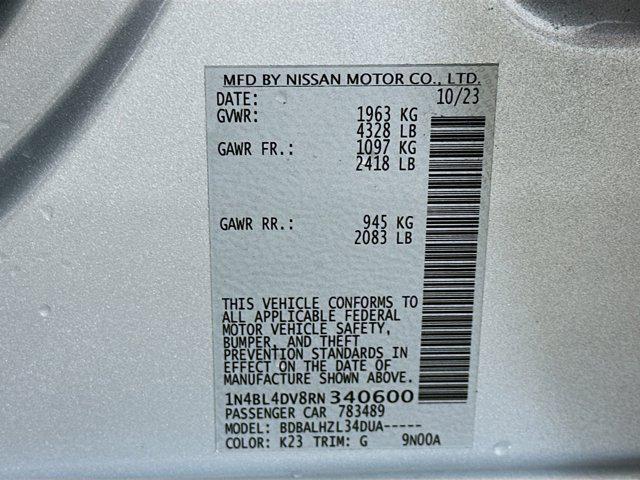 MFD BY NISSAN MOTOR CO., LTD.
DATE: 10/23
GVWR: 1963 KG
4328 LB
GAWR FR.: 1097 KG
2418 LB
GAWR RR.: 945 KG
2083 LB
THIS VEHICLE CONFORMS TO
ALL APPLICABLE FEDERAL
MOTOR VEHICLE SAFETY,
BUMPER, AND THEFT
PREVENTION STANDARDS IN
EFFECT ON THE DATE OF
MANUFACTURE SHOWN ABOVE.
1N4BL4DV8RN340600
PASSENGER CAR 783489
MODEL: BDBALHZL34DUA-----
COLOR: K23 TRIM: G 9N00A